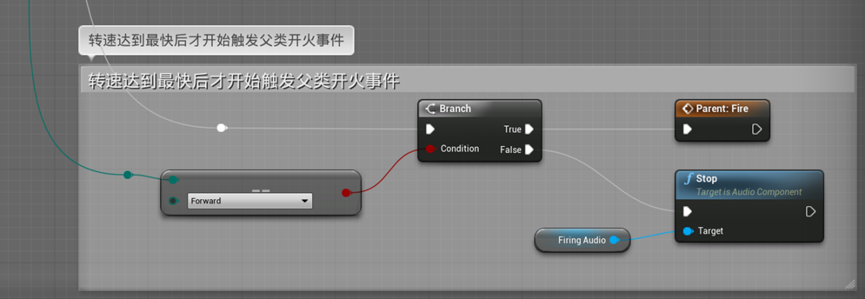 转速达到最快后才开始触发父类开火事件
转速达到最快后才开始触发父类开火事件
Branch
True
Condition
False
Parent: Fire
==
Forward
Stop
Target is Audio Component
Target
Firing Audio